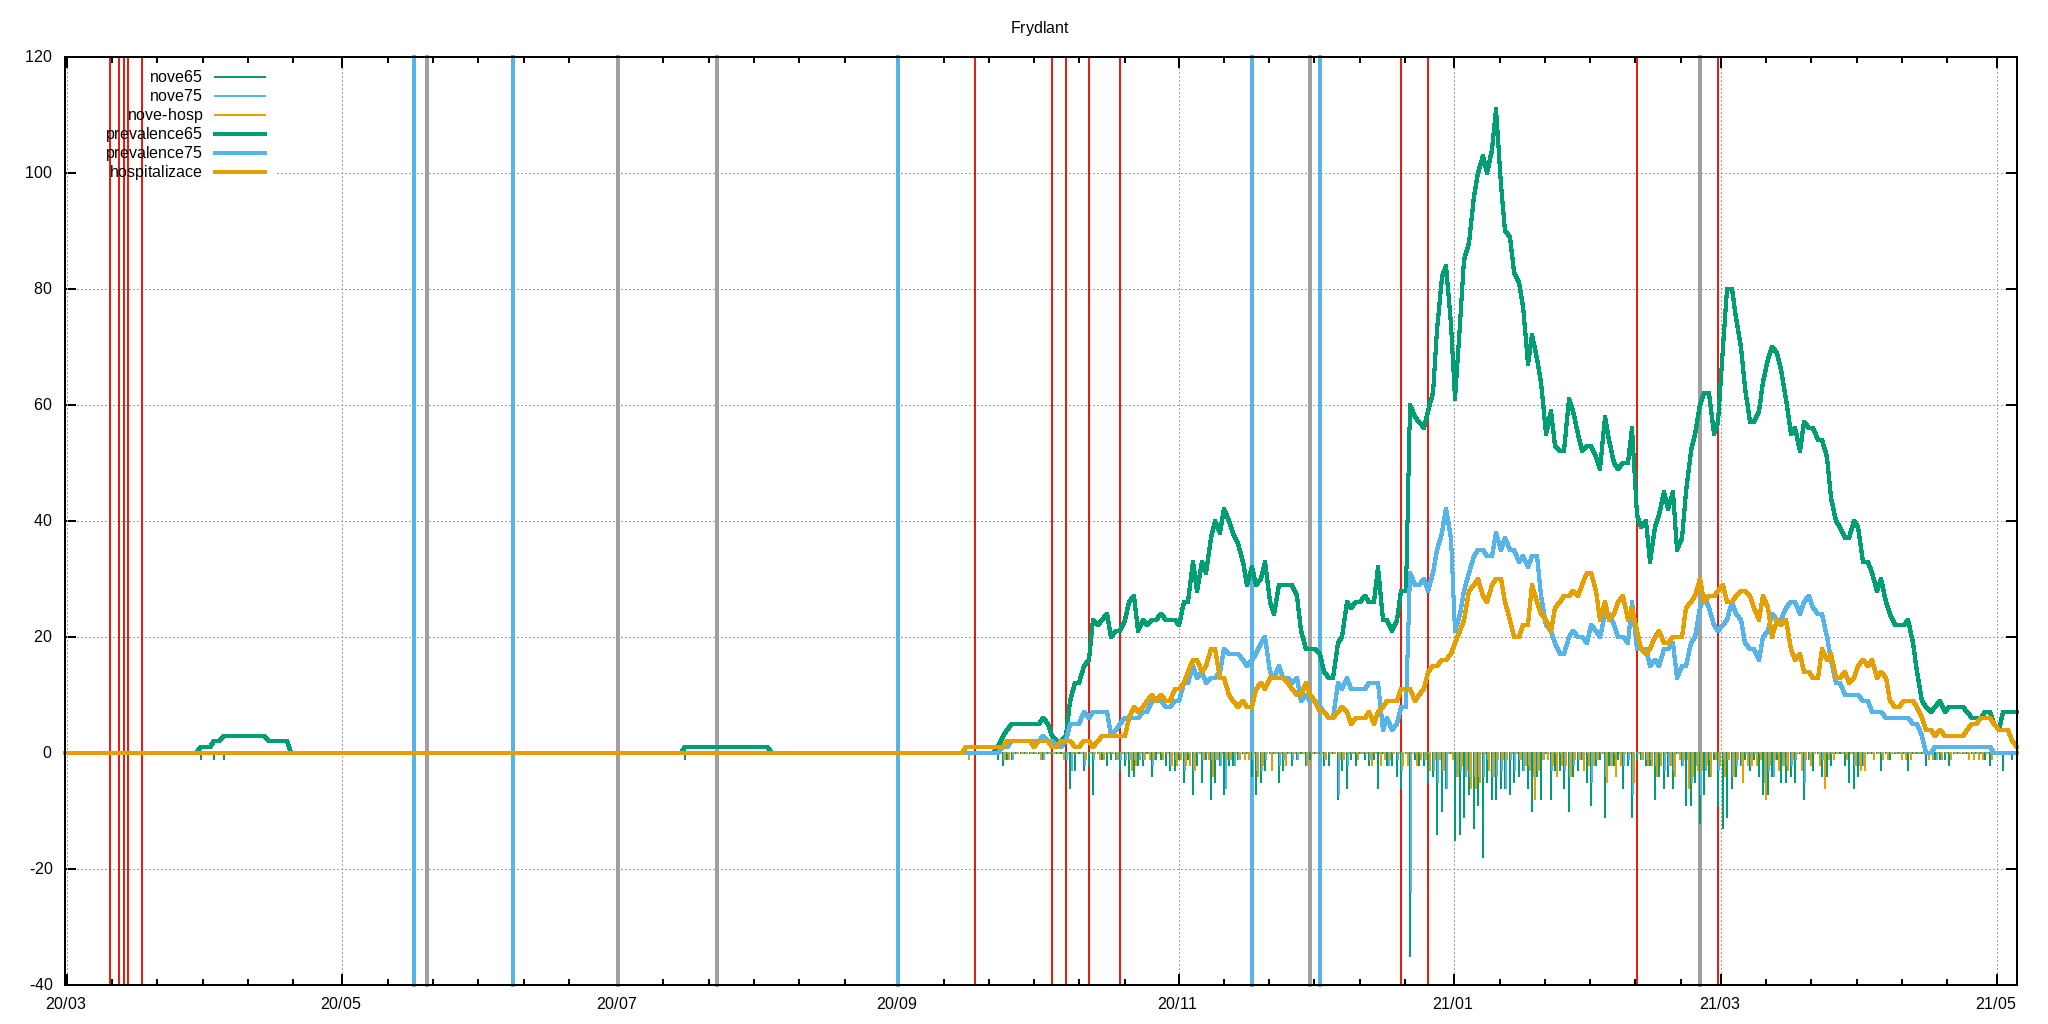 Frydlant
120
100
80
60
40
20
0
-20
-40
nove65
nove75
nove-hosp
prevalence65
prevalence75
hospitalizace
20/03 20/05 20/07 20/09 20/11 21/01 21/03 21/05